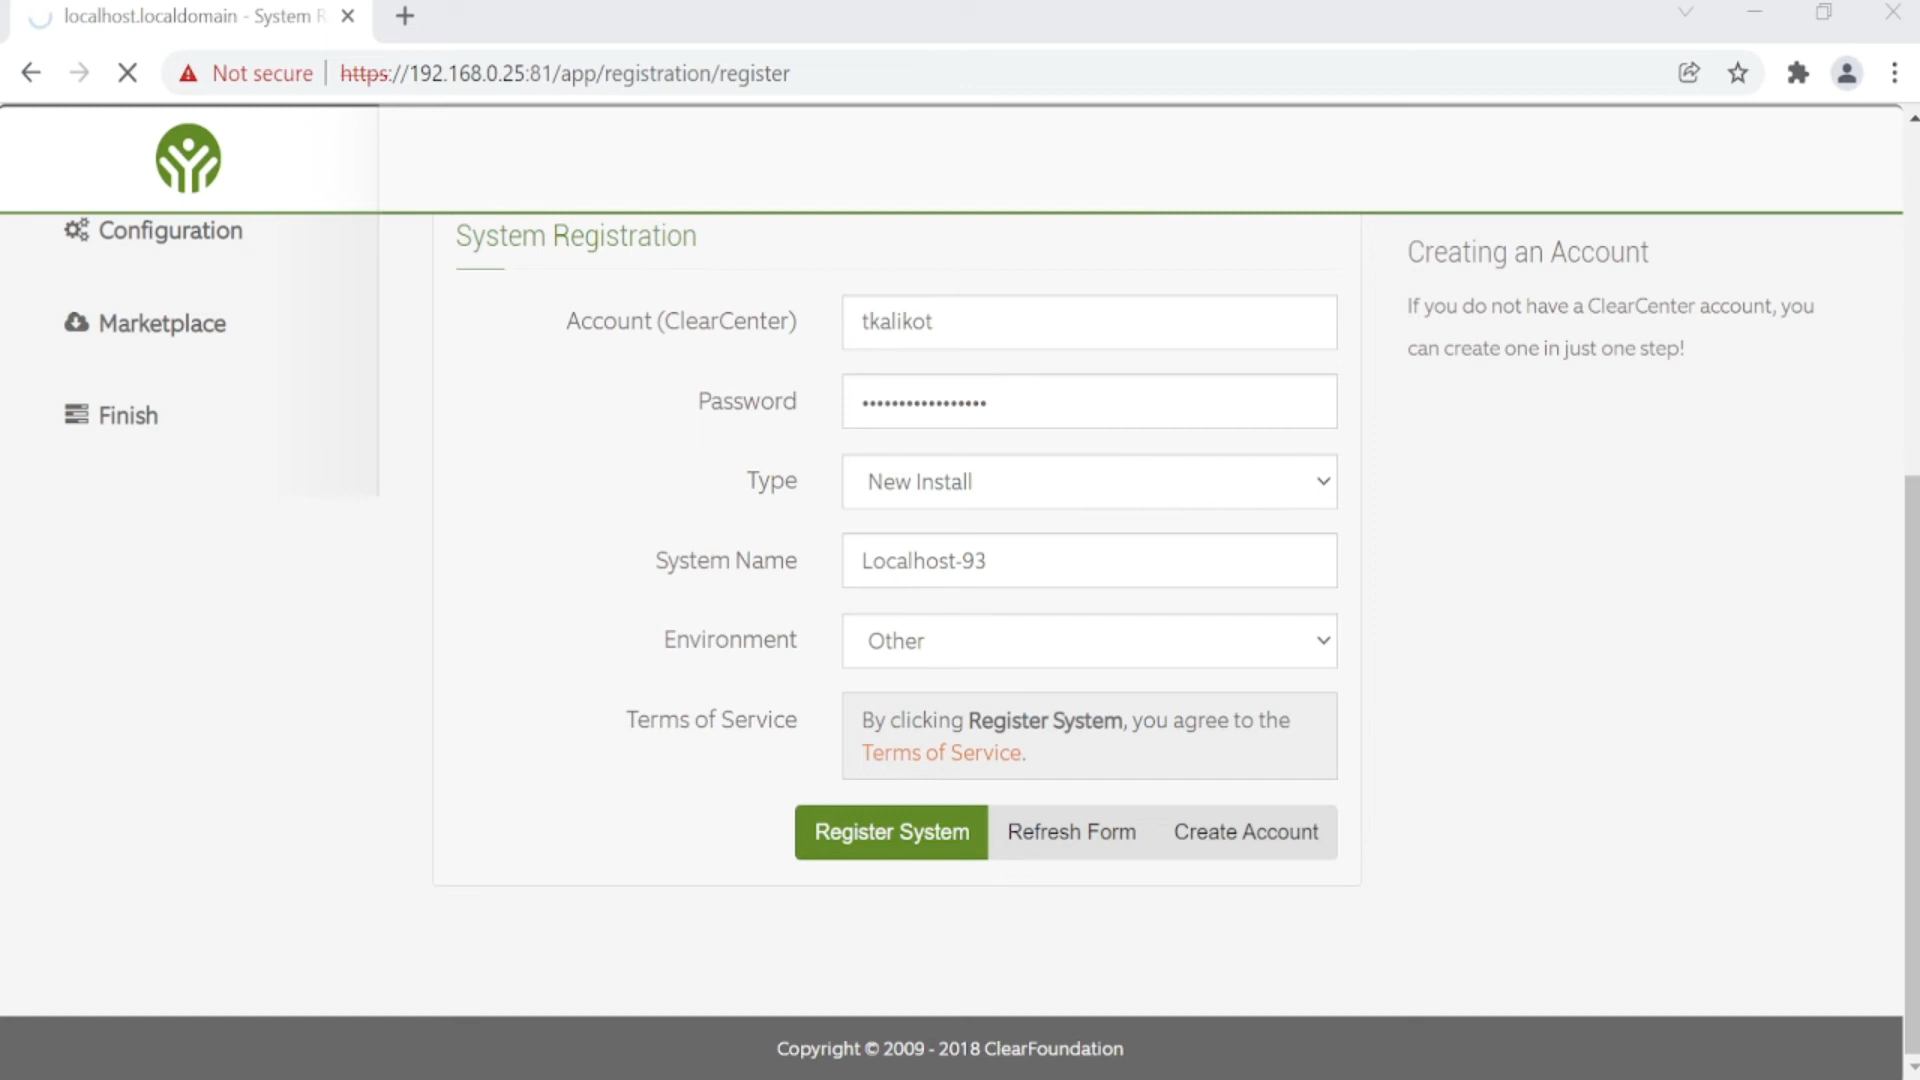 localhost.localdomain - System R
Not secure
https://192.168.0.25:81/app/registration/register
Configuration
Marketplace
Finish
System Registration
Account (ClearCenter)
tkalikot
Password
•••••••••••••••••
Type
New Install
System Name
Localhost-93
Environment
Other
Terms of Service
By clicking Register System, you agree to the
Terms of Service.
Register System
Refresh Form
Create Account
Creating an Account
If you do not have a ClearCenter account, you
can create one in just one step!
Copyright © 2009 - 2018 ClearFoundation